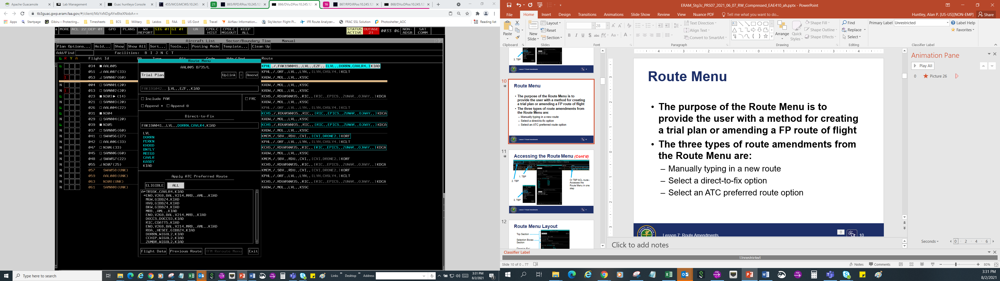 Apache Guacamole
Lab Management
Guac huntleya Console
455/MCG:MCWS:10.245.
21
865/RPD:RPos:10.245.12
866/DVu:DPos:10.245.12
16
867/RPD:RPos:10.245.12
868/DVu:DPos:10.245.12
tb3guac.gwp.eram.faa.gov/#/client/MzYxNDgAYwBteXNxbA==
Apps
Startpage
Gibiru – Protecting...
Timesheets
ECS
Military
Leidos
FAA
US Govt
Travel
AirNav: Information...
SkyVector: Flight Pl...
IFR Route Analyzer...
FRAC SSL Solution
Photoshelter_AOC
Reading list
MORE
ACL 22
DEP 01
GPD
PLANS
WX REPORT
SIG 01
GI 01
UA
CPDLC HIST
CPDLC MSGOUT
KEEP ALL
STATUS ACTIVE
OUTAGE 21
0033 06
NON-ADSB
SAT COMM
Aircraft List Sector/Boundary Time Manual
Plan Options... Hold... Show Show All Sort... Tools... Posting Mode Template... Clean Up
Add/Find Facilities: B I J N C T
R Y A Flight Id Route
034 AAL005 KPHL./.FAK190041..LVL..EZF..[LVL..DORRN.CAVLR4.]KIAD
051 AAL007(33) KPHL./.ORF..LVL..LYH..[LYH.CHSLY4.]KCLT
053 SAM007(60) KADW./.MOL..LVL..KSSC
N 004 SAM001(20) KADW./.MOL..LVL..KSSC
N 013 SAM002(20) KADW./.MOL..LVL..KSSC
023 N303 (14) KCHS./.RDU090035..RIC..[RIC..EPICS..ZUNAR..OJAAY..]KDCA
N 021 SAM003(20) KADW./.MOL..LVL..KSSC
026 AAL004(22) KPHL./.ORF..LVL..LYH..[LYH.CHSLY4.]KCLT
031 N304 KCHS./.RDU090035..RIC..[RIC..EPICS..ZUNAR..OJAAY..]KDCA
N 029 SAM004(20) KADW./.MOL..LVL..KSSC
039 N305 KCHS./.RDU090035..RIC..[RIC..EPICS..ZUNAR..OJAAY..]KDCA
N 037 SAM005(60) KADW./.MOL..LVL..KSSC
N 041 SWA056(27) KMEM./.SBV..RDU..CVI..[CVI.DRONE2.]KORF
N 042 AAL006(33) KPHL./.ORF..LVL..LYH..[LYH.CHSLY4.]KCLT
N 047 N306(33) KCHS./.RDU090035..RIC..[RIC..EPICS..ZUNAR..OJAAY..]KDCA
N 045 SAM006(60) KADW./.MOL..LVL..KSSC
N 048 SWA057(22) KMEM./.SBV..RDU..CVI..[CVI.DRONE2.]KORF
N 055 N307(25) KCHS./.RDU090035..RIC..[RIC..EPICS..ZUNAR..OJAAY..]KDCA
N 057 SWA058(UNK) KMEM./.SBV..RDU..CVI..[CVI.DRONE2.]KORF
N 059 AAL008(UNK) KPHL./.ORF..LVL..LYH..[LYH.CHSLY4.]KCLT
N 063 N308(UNK) KCHS./.RDU090035..RIC..[RIC..EPICS..ZUNAR..OJAAY..]KDCA
N 061 SAM008(UNK) KADW./.MOL..LVL..KSSC
Route Menu
AAL005 B735/L
Trial Plan Uplink Amend
FAK191042.. LVL..EZF..KIAD
Include PAR FRC
Append * Append
Direct-to-Fix
FAK190041..LVL..DORRN.CAVLR4.KIAD
LVL
DORRN
PERKN
KHOOD
BNTLY
MEEGO
CAVLR
KASDY
KIAD
Apply ATC Preferred Route
ELIGIBLE ALL
A TRSSK.CAVLR4.KIAD
ENO.V268.BAL.V214.MRB..AML..KIAD
MGW.GIBBZ4.KIAD
HVQ.GIBBZ4.KIAD
BKW.GIBBZ4.KIAD
MRB..AML..KIAD
ENO.V268.BAL.V214.MRB..KIAD
DOCCS.DOCCS3.KIAD
RIC.COATT5.KIAD
ENO.V268.BAL.V214.MRB..AML..KIAD
ROA..HESEE.GIBBZ4.KIAD
DORRN.WIGOL2.KIAD
CCHIP.WIGOL2.KIAD
ZUMBR.WIGOL2.KIAD
Flight Data Previous Route TFM Reroute Menu Exit
Type here to search
Links
Desktop
Address
3:31 PM
8/2/2021
ERAM_Stg3c_PRS07_2021_06_07_RW_Compressed_EAE410_ah.pptx - PowerPoint
File Home Insert Design Transitions Animations Slide Show Review View Nuance PDF Tell me what you want to do...
Huntley, Alan P. [US-US](NON-EMP) Share
Paste
Clipboard
New Slide
Layout
Reset
Section
Slides
28
Font
Text Direction
Align Text
Convert to SmartArt
Paragraph
Arrange
Quick Styles
Shape Fill
Shape Outline
Shape Effects
Drawing
Find
Replace
Select
Editing
Primary Label Unrestricted
Label Help
Favorites
Classifier Label
3. TBP
10
Route Menu
• The purpose of the Route Menu is to
provide the user with a method for creating
a trial plan or amending a FP route of flight
• The three types of route amendments from
the Route Menu are:
– Manually typing in a new route
– Select a direct-to-fix option
– Select an ATC preferred route option
Lesson 7: Route Amendments
11
Accessing the Route Menu (Cont'd)
1. TBP
2. TBP
3. TBP
Or TBP ACL route -
Accesses the
Route Menu in one
step
12
Route Menu Layout
Top Section
Selection Boxes
Section
Route Menu
• The purpose of the Route Menu is to
provide the user with a method for creating
a trial plan or amending a FP route of flight
• The three types of route amendments from
the Route Menu are:
– Manually typing in a new route
– Select a direct-to-fix option
– Select an ATC preferred route option
Lesson 7: Route Amendments
0
10
Click to add notes
Animation Pane
Play All
0 Picture 26
Seconds 0 2 4 6
Classifier Label
Unrestricted
Slide 10 of 0 .. 77
Notes
Comments
80%
3:31 PM
8/2/2021